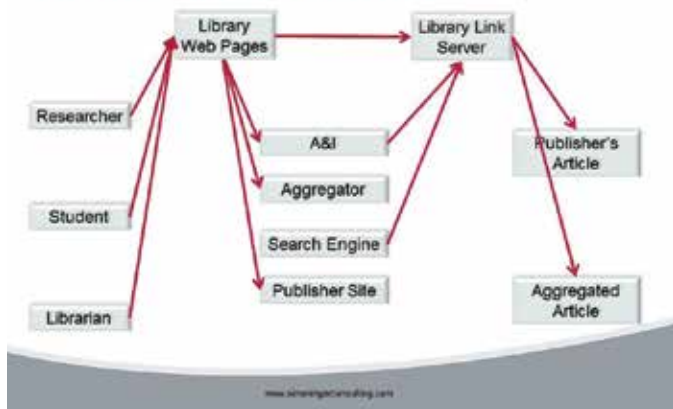 Library
Web Pages
Library Link
Server
Researcher
A&I
Publisher's
Article
Aggregator
Student
Search Engine
Publisher Site
Aggregated
Article
Librarian